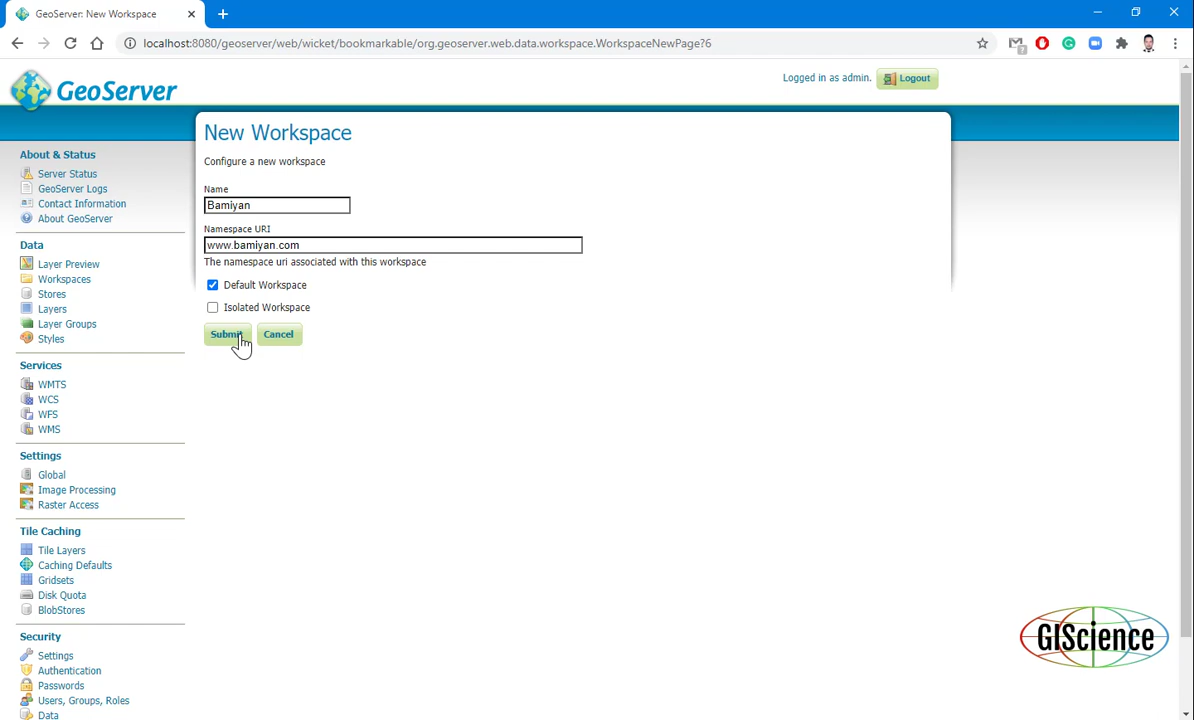 GeoServer: New Workspace
localhost:8080/geoserver/web/wicket/bookmarkable/org.geoserver.web.data.workspace.WorkspaceNewPage?6
GeoServer
Logged in as admin.
Logout
About & Status
Server Status
GeoServer Logs
Contact Information
About GeoServer
Data
Layer Preview
Workspaces
Stores
Layers
Layer Groups
Styles
Services
WMTS
WCS
WFS
WMS
Settings
Global
Image Processing
Raster Access
Tile Caching
Tile Layers
Caching Defaults
Gridsets
Disk Quota
BlobStores
Security
Settings
Authentication
Passwords
Users, Groups, Roles
Data
New Workspace
Configure a new workspace
Name
Bamiyan
Namespace URI
www.bamiyan.com
The namespace uri associated with this workspace
Default Workspace
Isolated Workspace
Submit
Cancel
GIScience